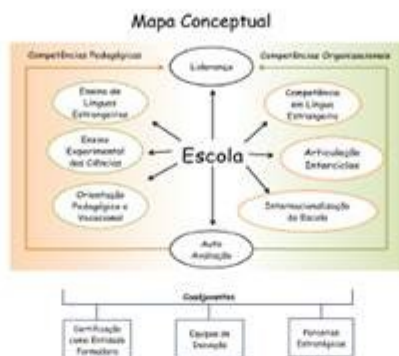 Mapa Conceptual
Competências Pedagógicas
Competências Organizacionais
Liderança
Ensino de
Línguas
Estrangeiras
Competência
em Língua
Estrangeira
Ensino
Experimental
das Ciências
Escola
Articulação
Interciclos
Orientação
Pedagógica e
Vocacional
Internacionalização
da Escola
Auto
Avaliação
Coadjuvantes
Certificação
como Entidade
Formadora
Equipa de
Inovação
Parcerias
Estratégicas